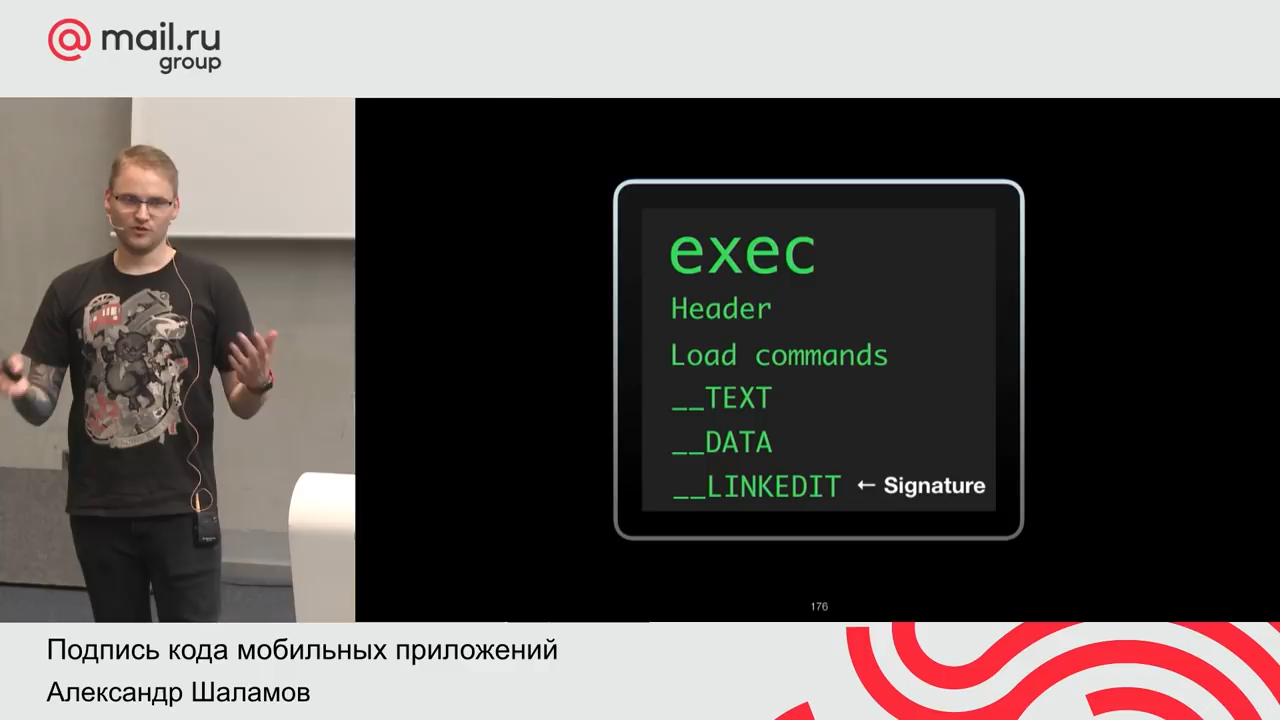 mail.ru
group
exec
Header
Load commands
__TEXT
__DATA
__LINKEDIT ← Signature
176
Подпись кода мобильных приложений
Александр Шаламов